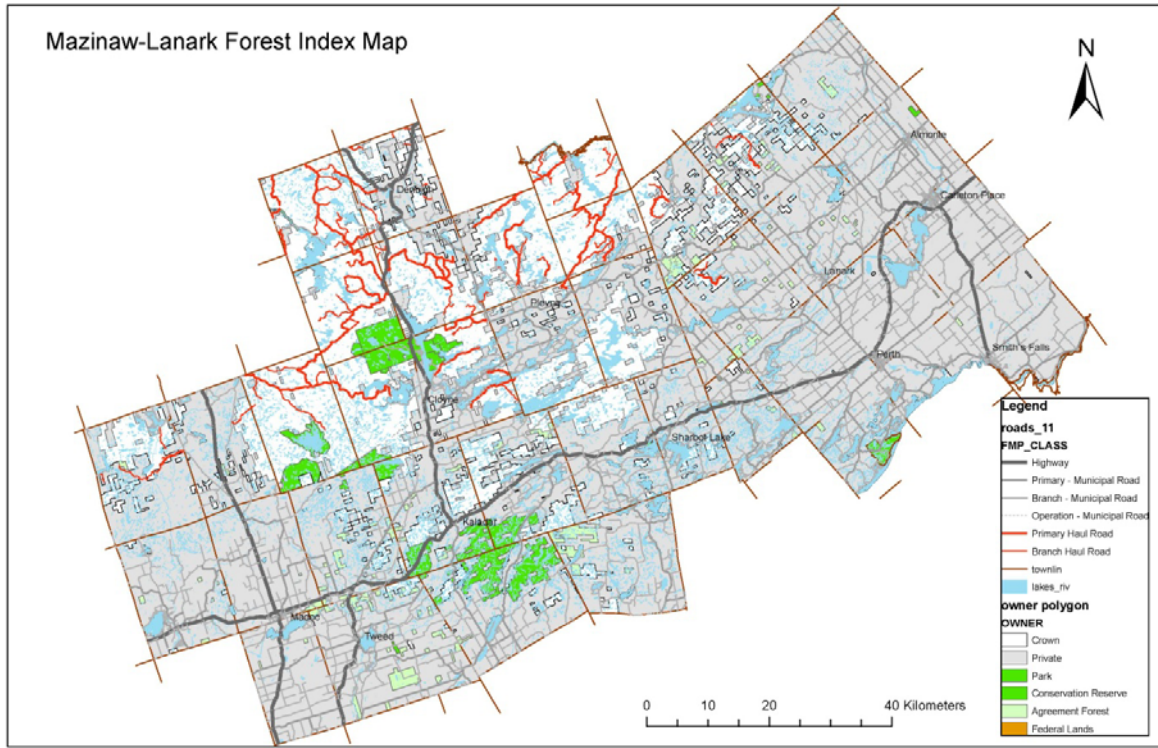 Mazinaw-Lanark Forest Index Map
N
Almonte
Carleton Place
Denbigh
Lanark
Plevna
Perth
Smith's Falls
Cloyne
Sharbot Lake
Kaladar
Madoc
Tweed
Legend
roads_11
FMP_CLASS
Highway
Primary - Municipal Road
Branch - Municipal Road
Operation - Municipal Road
Primary Haul Road
Branch Haul Road
townlin
lakes_riv
owner polygon
OWNER
Crown
Private
Park
Conservation Reserve
Agreement Forest
Federal Lands
0 10 20 40 Kilometers